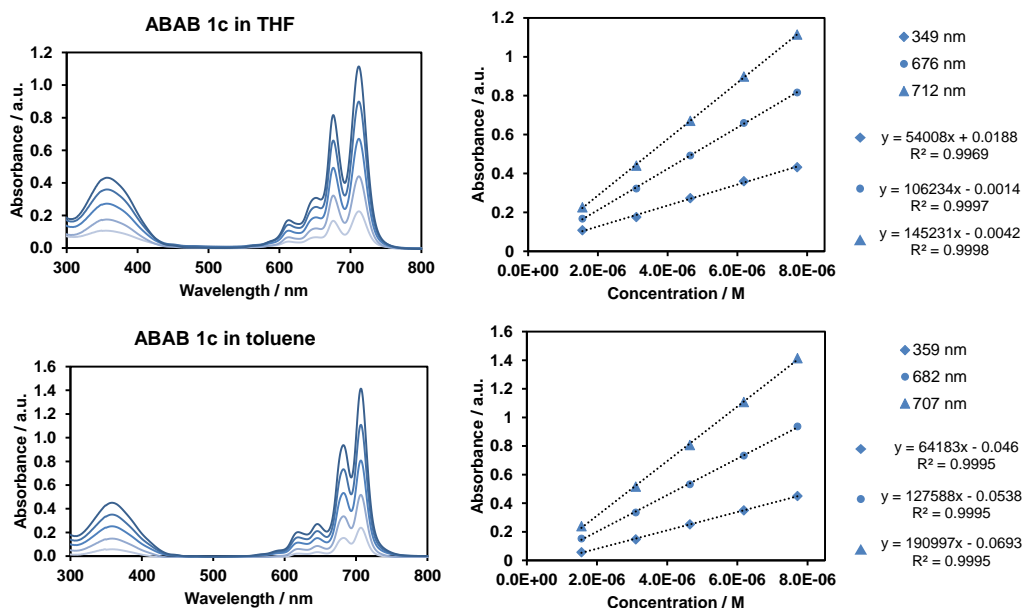 ABAB 1c in THF
Absorbance / a.u.
1.2
1.0
0.8
0.6
0.4
0.2
0.0
300 400 500 600 700 800
Wavelength / nm
Absorbance / a.u.
1.2
1
0.8
0.6
0.4
0.2
0
0.0E+00 2.0E-06 4.0E-06 6.0E-06 8.0E-06
Concentration / M
349 nm
676 nm
712 nm
y = 54008x + 0.0188
R² = 0.9969
y = 106234x - 0.0014
R² = 0.9997
y = 145231x - 0.0042
R² = 0.9998
ABAB 1c in toluene
Absorbance / a.u.
1.6
1.4
1.2
1.0
0.8
0.6
0.4
0.2
0.0
300 400 500 600 700 800
Wavelength / nm
Absorbance / a.u.
1.6
1.4
1.2
1
0.8
0.6
0.4
0.2
0
0.0E+00 2.0E-06 4.0E-06 6.0E-06 8.0E-06
Concentration / M
359 nm
682 nm
707 nm
y = 64183x - 0.046
R² = 0.9995
y = 127588x - 0.0538
R² = 0.9995
y = 190997x - 0.0693
R² = 0.9995